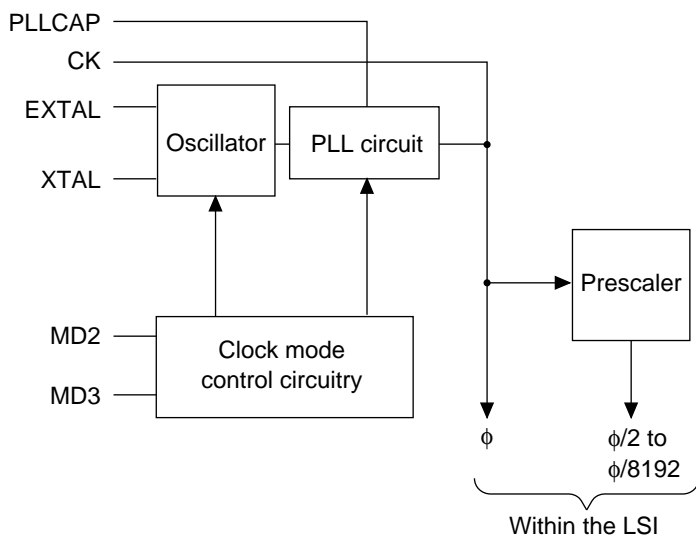 PLLCAP
CK
EXTAL
Oscillator
PLL circuit
XTAL
Prescaler
MD2
Clock mode
control circuitry
MD3
ϕ
ϕ/2 to
ϕ/8192
Within the LSI